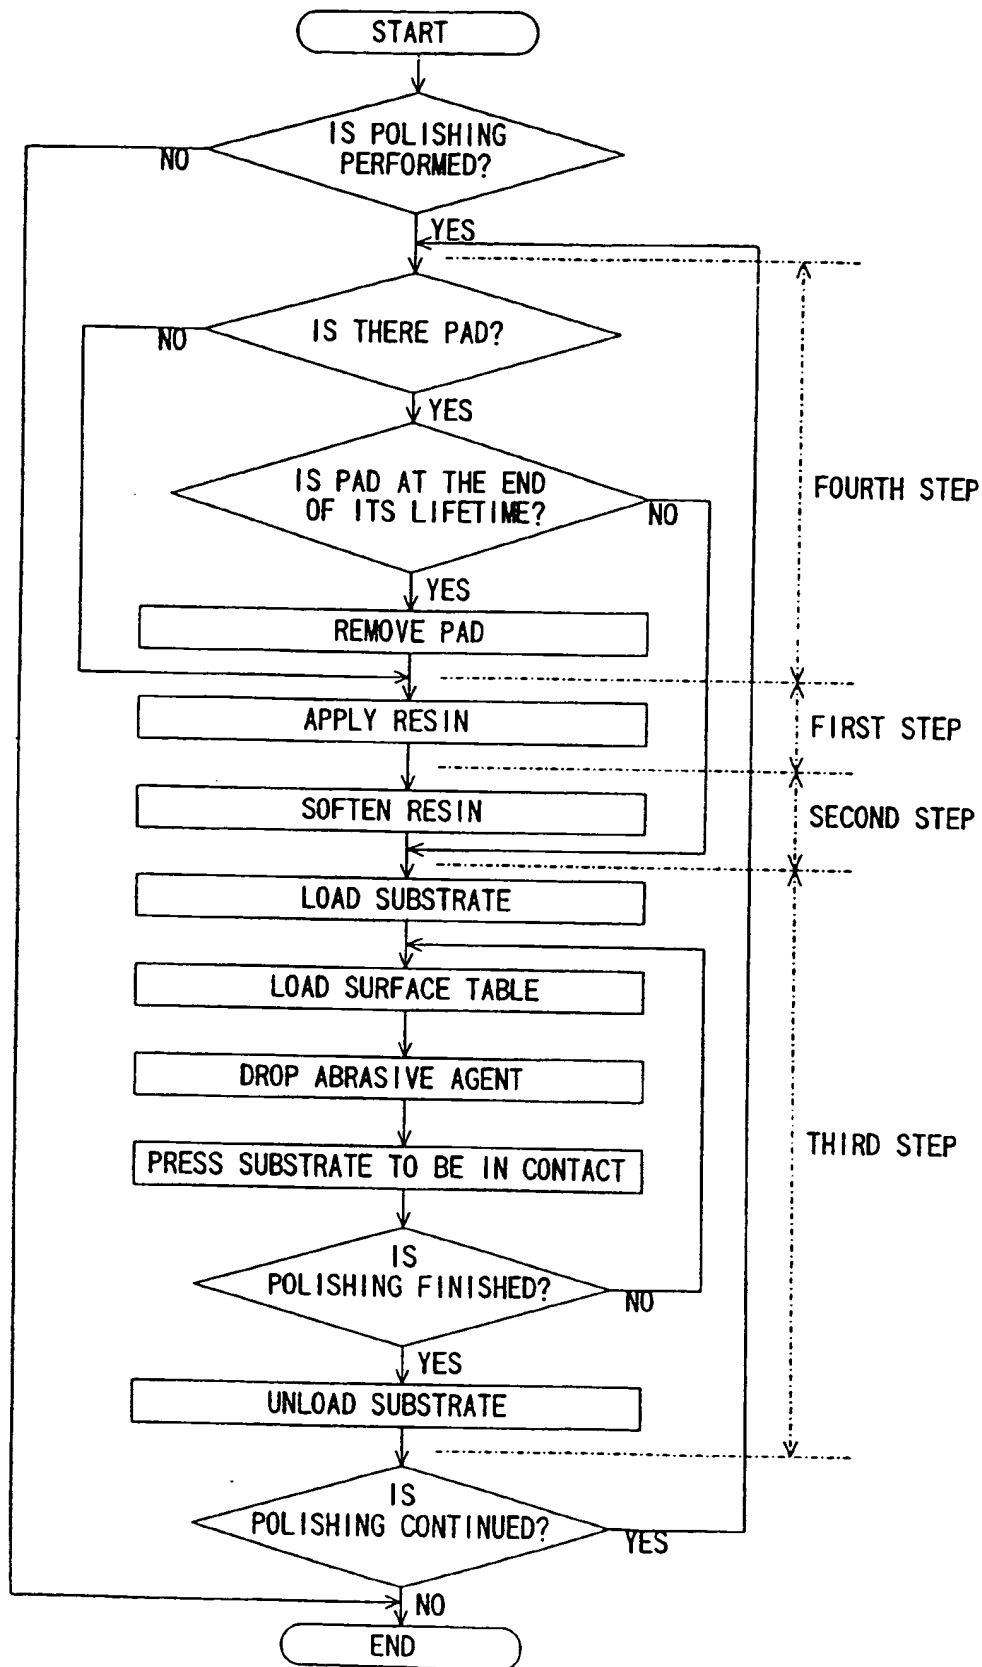 START
IS POLISHING
PERFORMED?
NO
YES
IS THERE PAD?
NO
YES
IS PAD AT THE END
OF ITS LIFETIME?
NO
FOURTH STEP
YES
REMOVE PAD
APPLY RESIN
FIRST STEP
SOFTEN RESIN
SECOND STEP
LOAD SUBSTRATE
LOAD SURFACE TABLE
DROP ABRASIVE AGENT
PRESS SUBSTRATE TO BE IN CONTACT
THIRD STEP
IS
POLISHING FINISHED?
NO
YES
UNLOAD SUBSTRATE
IS
POLISHING CONTINUED?
YES
NO
END